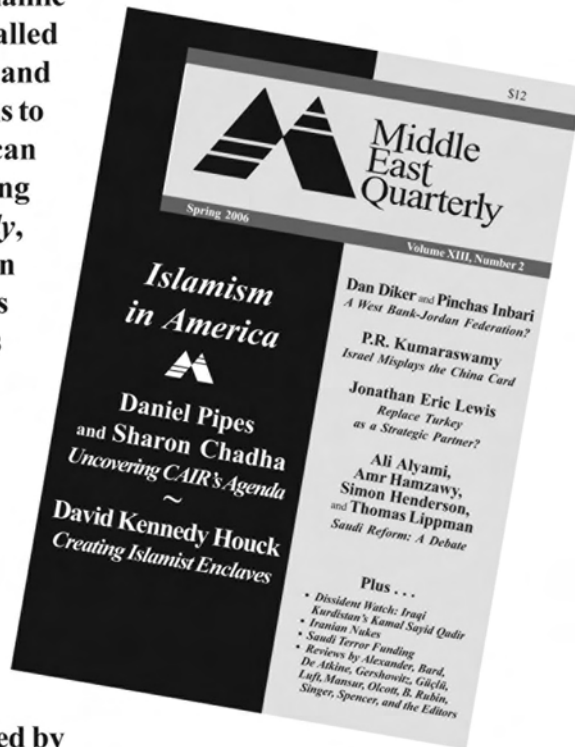 alled
and
s to
can
ng
ly,
n
s
ed by
$12
Middle
East
Quarterly
Spring 2006
Volume XIII, Number 2
Islamism
in America
Daniel Pipes
and Sharon Chadha
Uncovering CAIR's Agenda
~
David Kennedy Houck
Creating Islamist Enclaves
Dan Diker and Pinchas Inbari
A West Bank-Jordan Federation?
P.R. Kumaraswamy
Israel Misplays the China Card
Jonathan Eric Lewis
Replace Turkey
as a Strategic Partner?
Ali Alyami,
Amr Hamzawy,
Simon Henderson,
and Thomas Lippman
Saudi Reform: A Debate
Plus . . .
• Dissident Watch: Iraqi
Kurdistan's Kamal Sayid Qadir
• Iranian Nukes
• Saudi Terror Funding
• Reviews by Alexander, Bard,
De Atkine, Gershowitz, Güçlü,
Luft, Mansur, Olcott, B. Rubin,
Singer, Spencer, and the Editors